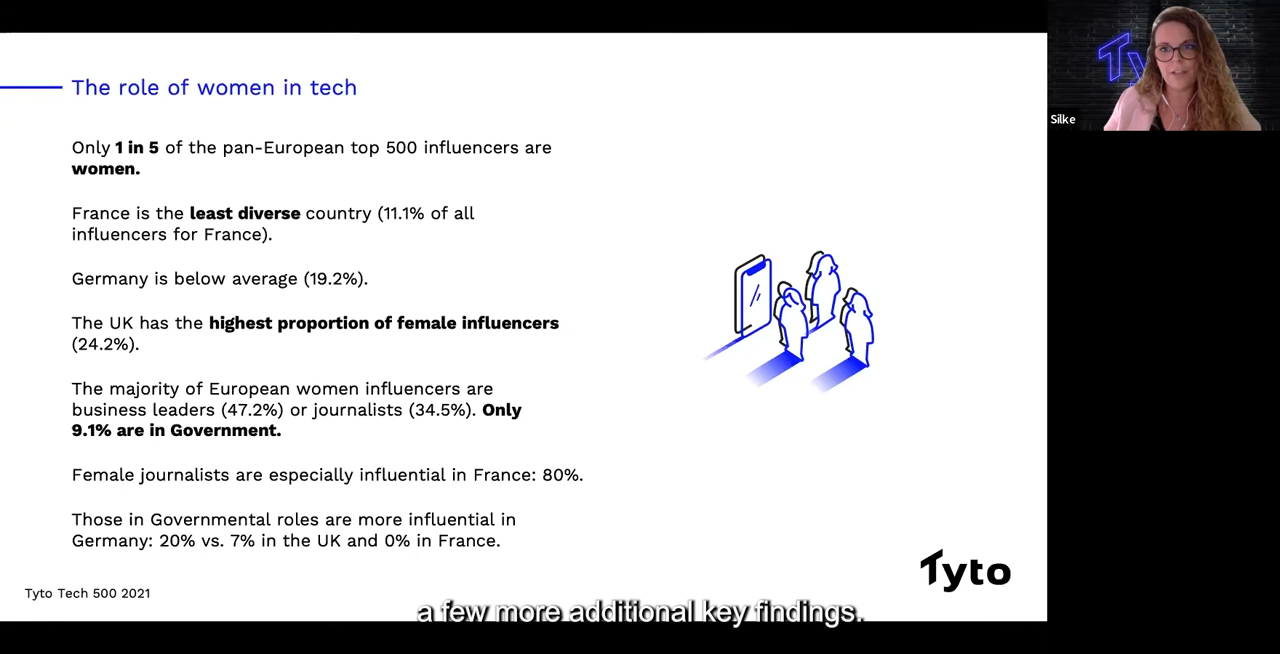 The role of women in tech
Only 1 in 5 of the pan-European top 500 influencers are
women.
France is the least diverse country (11.1% of all
influencers for France).
Germany is below average (19.2%).
The UK has the highest proportion of female influencers
(24.2%).
The majority of European women influencers are
business leaders (47.2%) or journalists (34.5%). Only
9.1% are in Government.
Female journalists are especially influential in France: 80%.
Those in Governmental roles are more influential in
Germany: 20% vs. 7% in the UK and 0% in France.
Tyto Tech 500 2021
Tyto
a few more additional key findings.
Ty
Silke